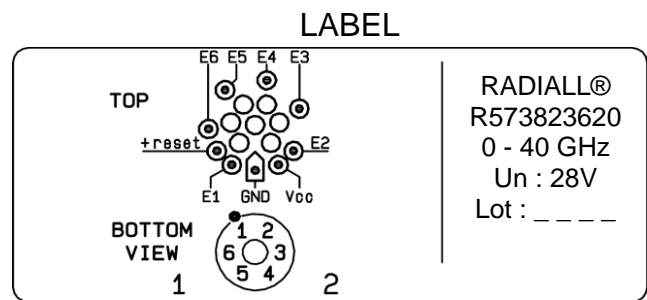 LABEL
E6 E5 E4 E3
TOP
+reset
E2
E1 GND Vcc
BOTTOM
VIEW
1 2
6 3
5 4
1 2
RADIALL®
R573823620
0 - 40 GHz
Un : 28V
Lot : _ _ _ _